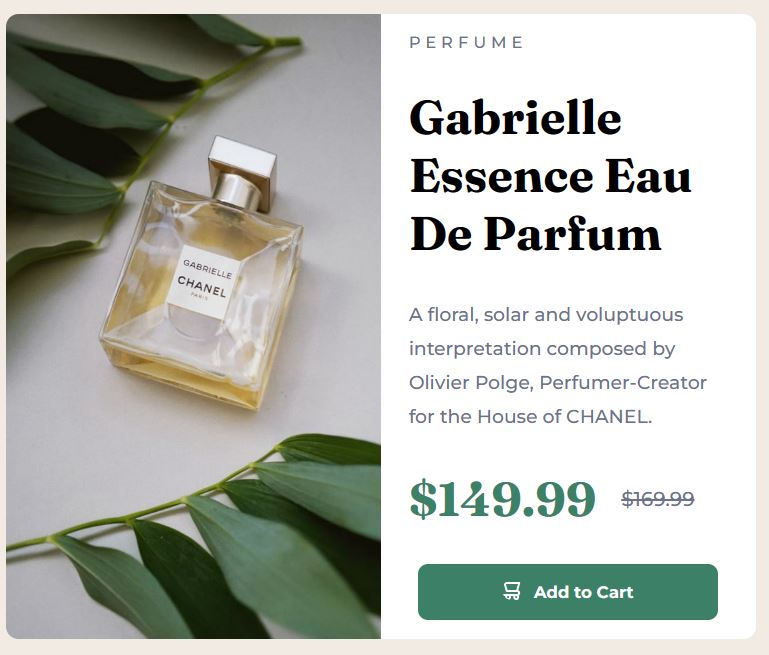 PERFUME
Gabrielle
Essence Eau
De Parfum
A floral, solar and voluptuous
interpretation composed by
Olivier Polge, Perfumer-Creator
for the House of CHANEL.
$149.99 $169.99
Add to Cart
GABRIELLE
CHANEL
PARIS